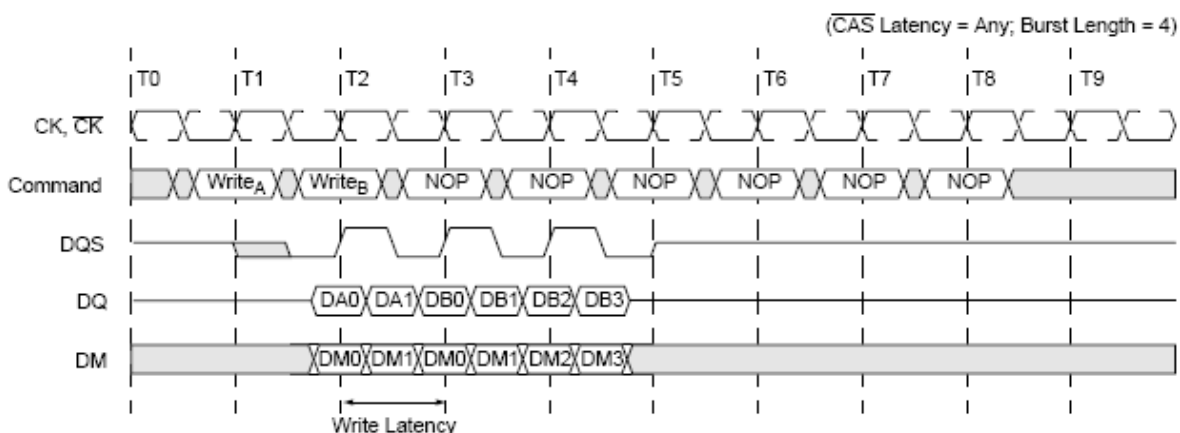 (CAS Latency = Any; Burst Length = 4)
T0 T1 T2 T3 T4 T5 T6 T7 T8 T9
CK, CK
Command WriteA WriteB NOP NOP NOP NOP NOP NOP
DQS
DQ DA0 DA1 DB0 DB1 DB2 DB3
DM DM0 DM1 DM0 DM1 DM2 DM3
Write Latency